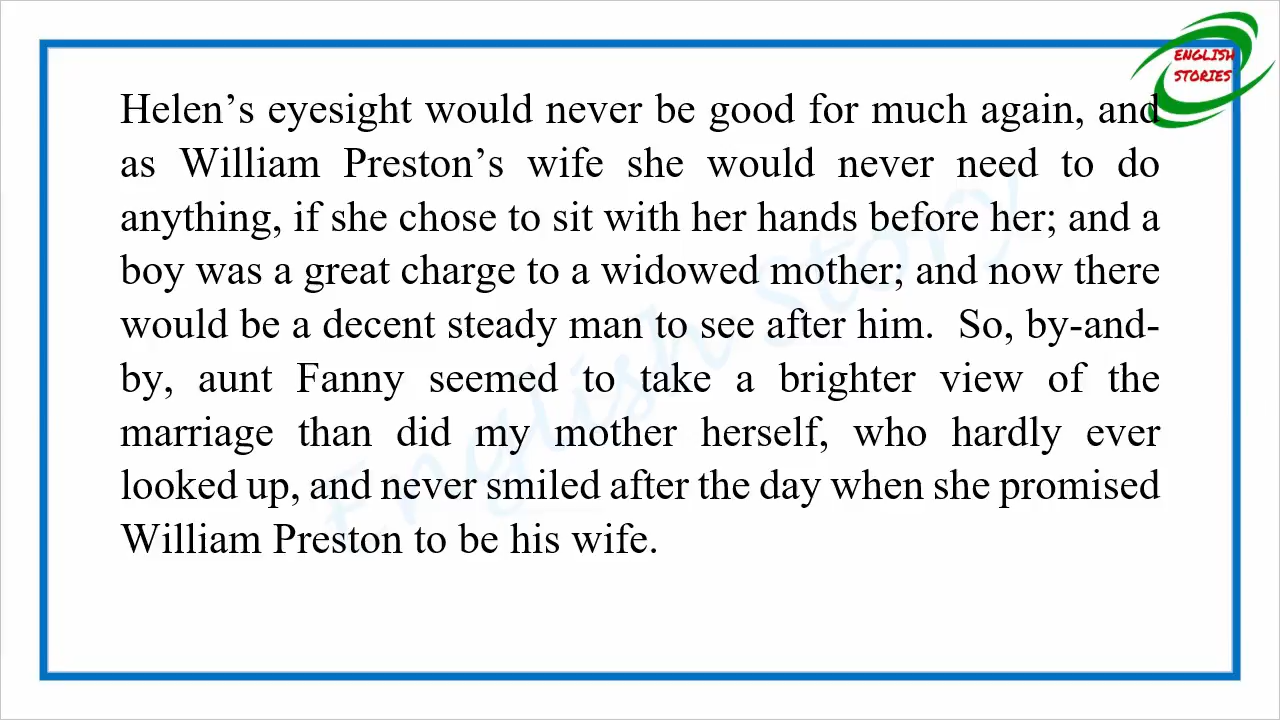 ENGLISH
STORIES
Helen’s eyesight would never be good for much again, and
as William Preston’s wife she would never need to do
anything, if she chose to sit with her hands before her; and a
boy was a great charge to a widowed mother; and now there
would be a decent steady man to see after him.  So, by-and-
by, aunt Fanny seemed to take a brighter view of the
marriage than did my mother herself, who hardly ever
looked up, and never smiled after the day when she promised
William Preston to be his wife.
English Story